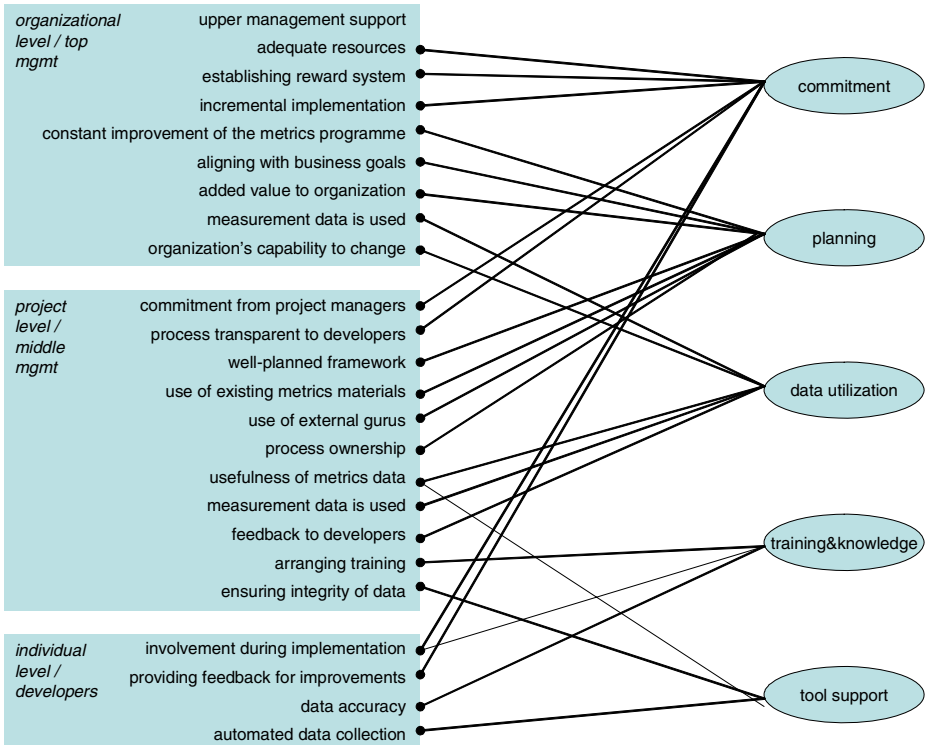 organizational
level / top
mgmt
upper management support
adequate resources
establishing reward system
incremental implementation
constant improvement of the metrics programme
aligning with business goals
added value to organization
measurement data is used
organization's capability to change
project
level /
middle
mgmt
commitment from project managers
process transparent to developers
well-planned framework
use of existing metrics materials
use of external gurus
process ownership
usefulness of metrics data
measurement data is used
feedback to developers
arranging training
ensuring integrity of data
individual
level /
developers
involvement during implementation
providing feedback for improvements
data accuracy
automated data collection
commitment
planning
data utilization
training&knowledge
tool support